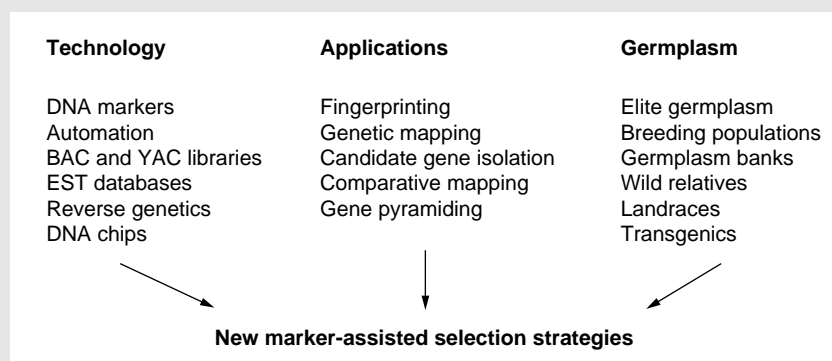 Technology
DNA markers
Automation
BAC and YAC libraries
EST databases
Reverse genetics
DNA chips
Applications
Fingerprinting
Genetic mapping
Candidate gene isolation
Comparative mapping
Gene pyramiding
Germplasm
Elite germplasm
Breeding populations
Germplasm banks
Wild relatives
Landraces
Transgenics
New marker-assisted selection strategies